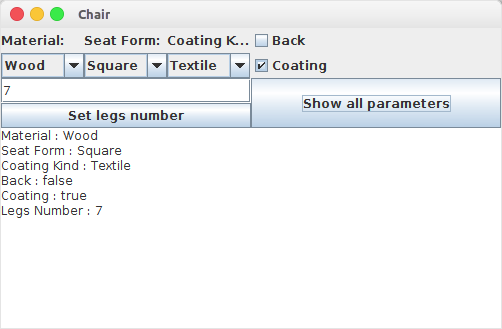 Chair
Material: Seat Form: Coating K... Back
Wood Square Textile Coating
7
Set legs number
Show all parameters
Material : Wood
Seat Form : Square
Coating Kind : Textile
Back : false
Coating : true
Legs Number : 7